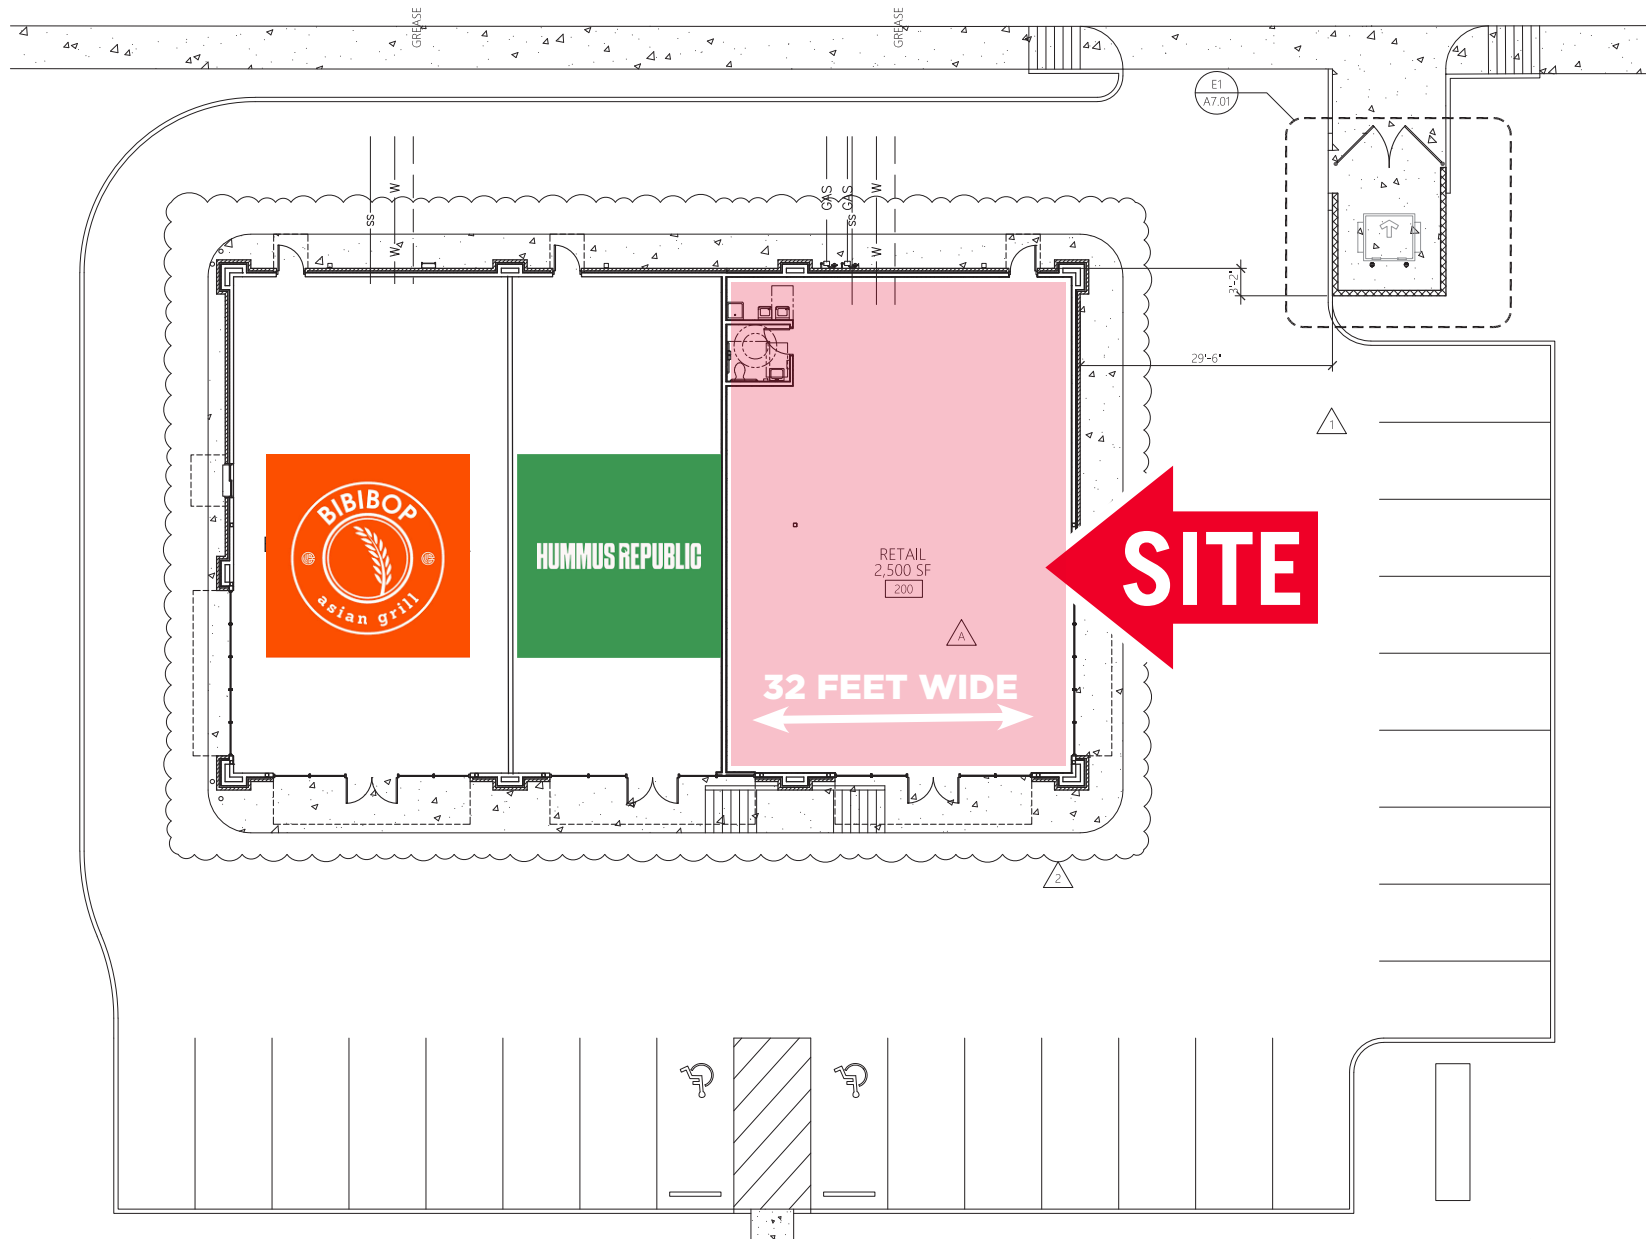 GREASE
GREASE
E1
A7.01
SS
W
W
GAS
GAS
SS
W
W
3'-2"
29'-6"
1
BIBIBOP
asian grill
HUMMUS REPUBLIC
RETAIL
2,500 SF
200
A
SITE
32 FEET WIDE
2